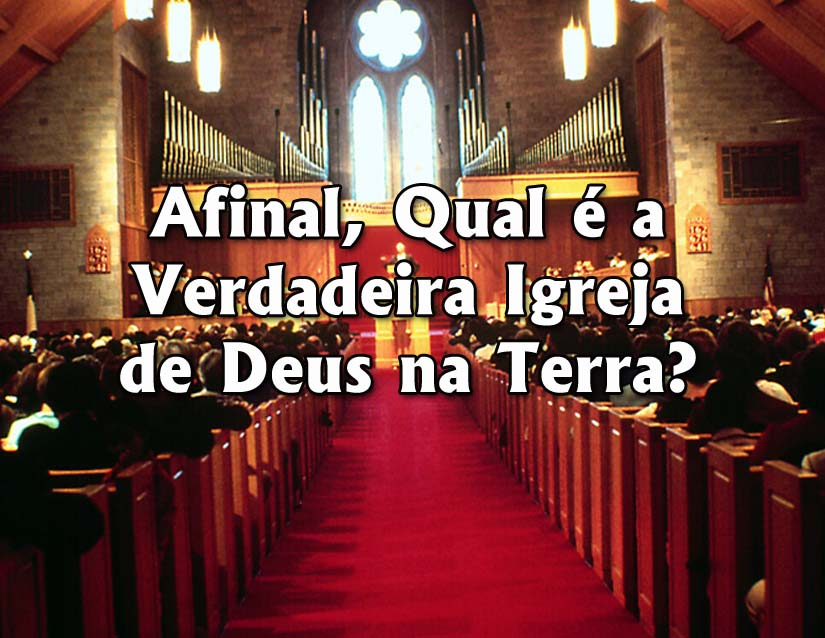 Afinal, Qual é a
Verdadeira Igreja
de Deus na Terra?